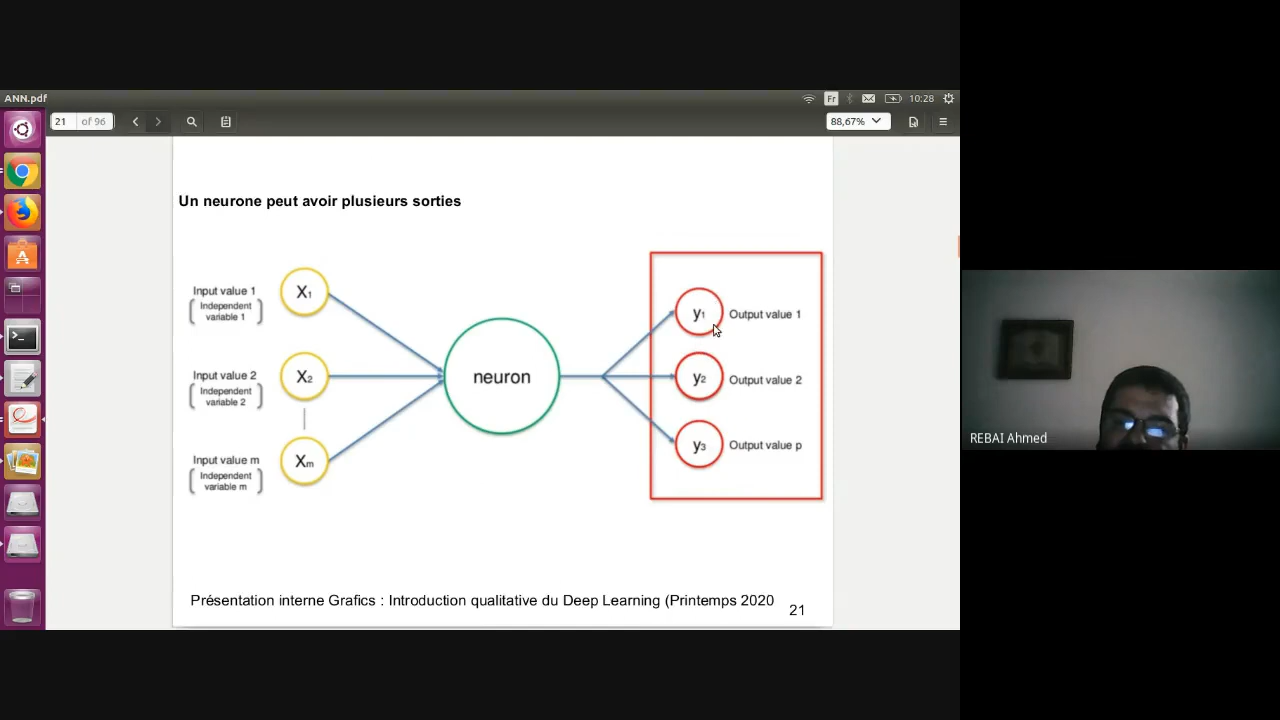 ANN.pdf
Fr
10:28
21 of 96
88,67%
Un neurone peut avoir plusieurs sorties
Input value 1
Independent
variable 1
X1
Input value 2
Independent
variable 2
X2
Input value m
Independent
variable m
Xm
neuron
y1
Output value 1
y2
Output value 2
y3
Output value p
Présentation interne Grafics : Introduction qualitative du Deep Learning (Printemps 2020
21
REBAI Ahmed